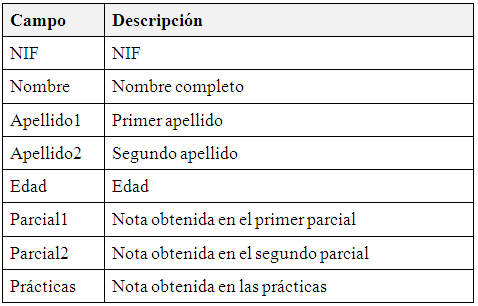 Campo Descripción
NIF NIF
Nombre Nombre completo
Apellido1 Primer apellido
Apellido2 Segundo apellido
Edad Edad
Parcial1 Nota obtenida en el primer parcial
Parcial2 Nota obtenida en el segundo parcial
Prácticas Nota obtenida en las prácticas